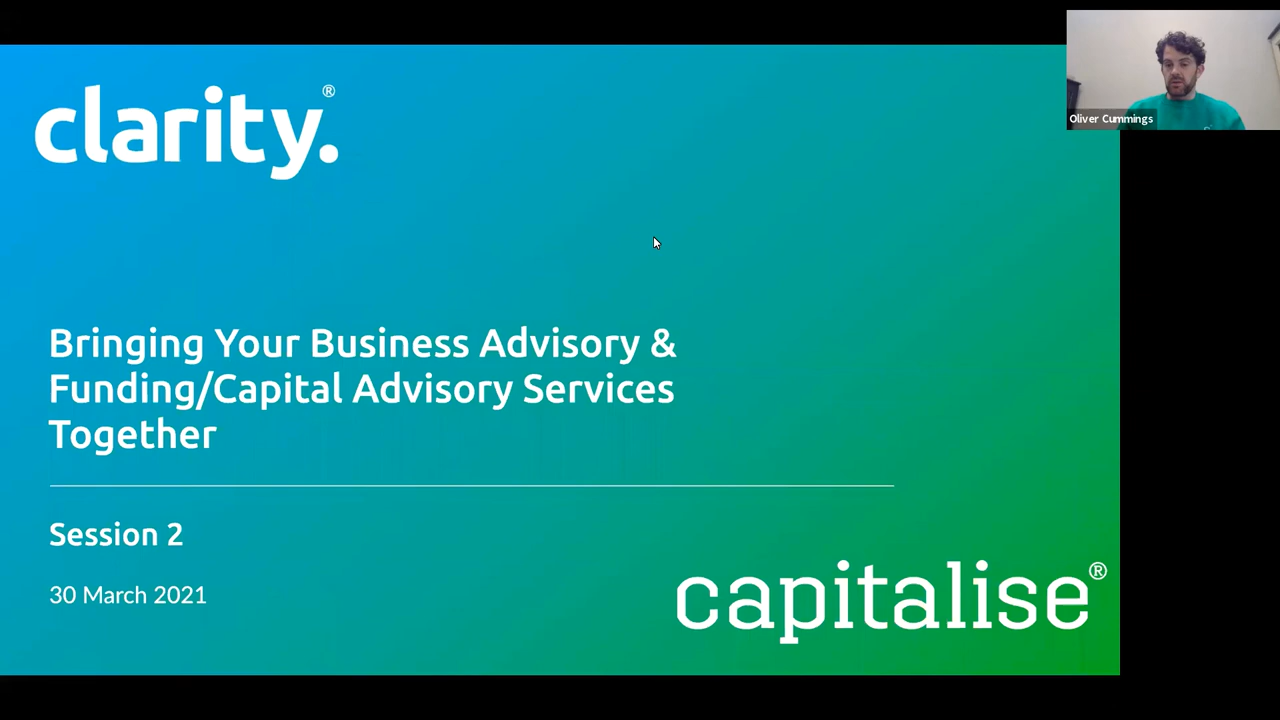 clarity.®
Oliver Cummings
Bringing Your Business Advisory &
Funding/Capital Advisory Services
Together
Session 2
30 March 2021
capitalise®